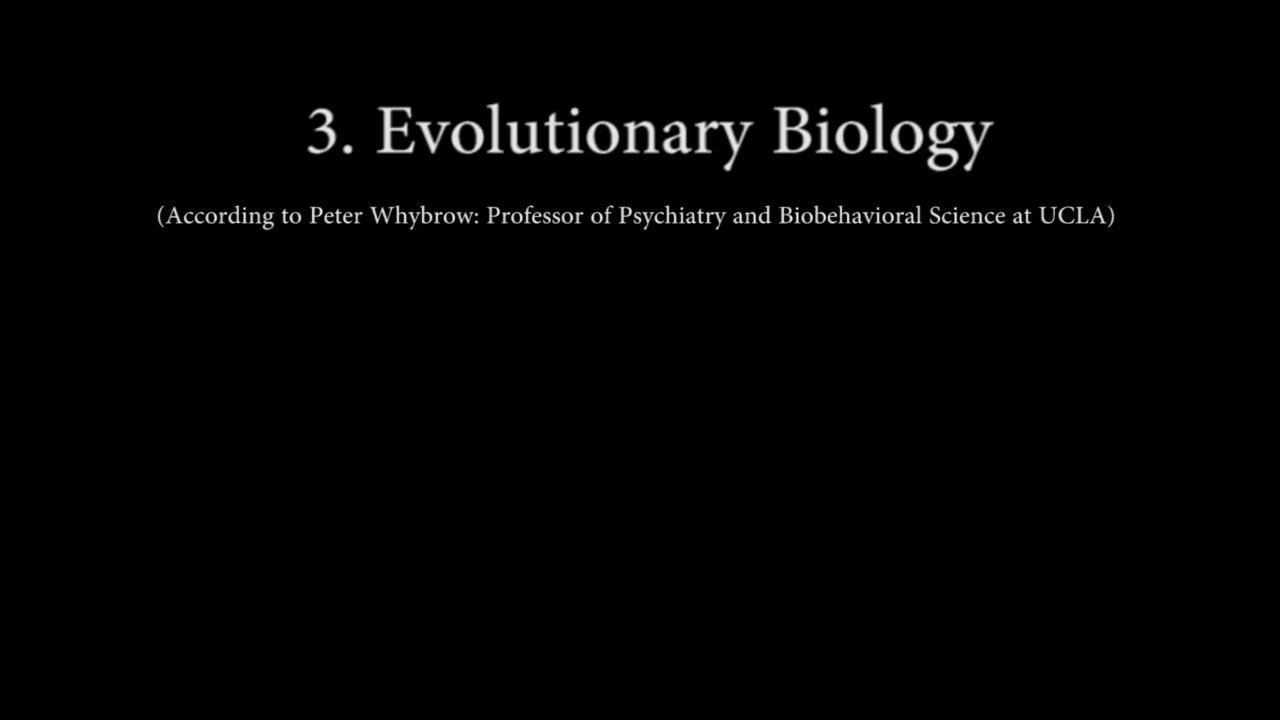 3. Evolutionary Biology
(According to Peter Whybrow: Professor of Psychiatry and Biobehavioral Science at UCLA)